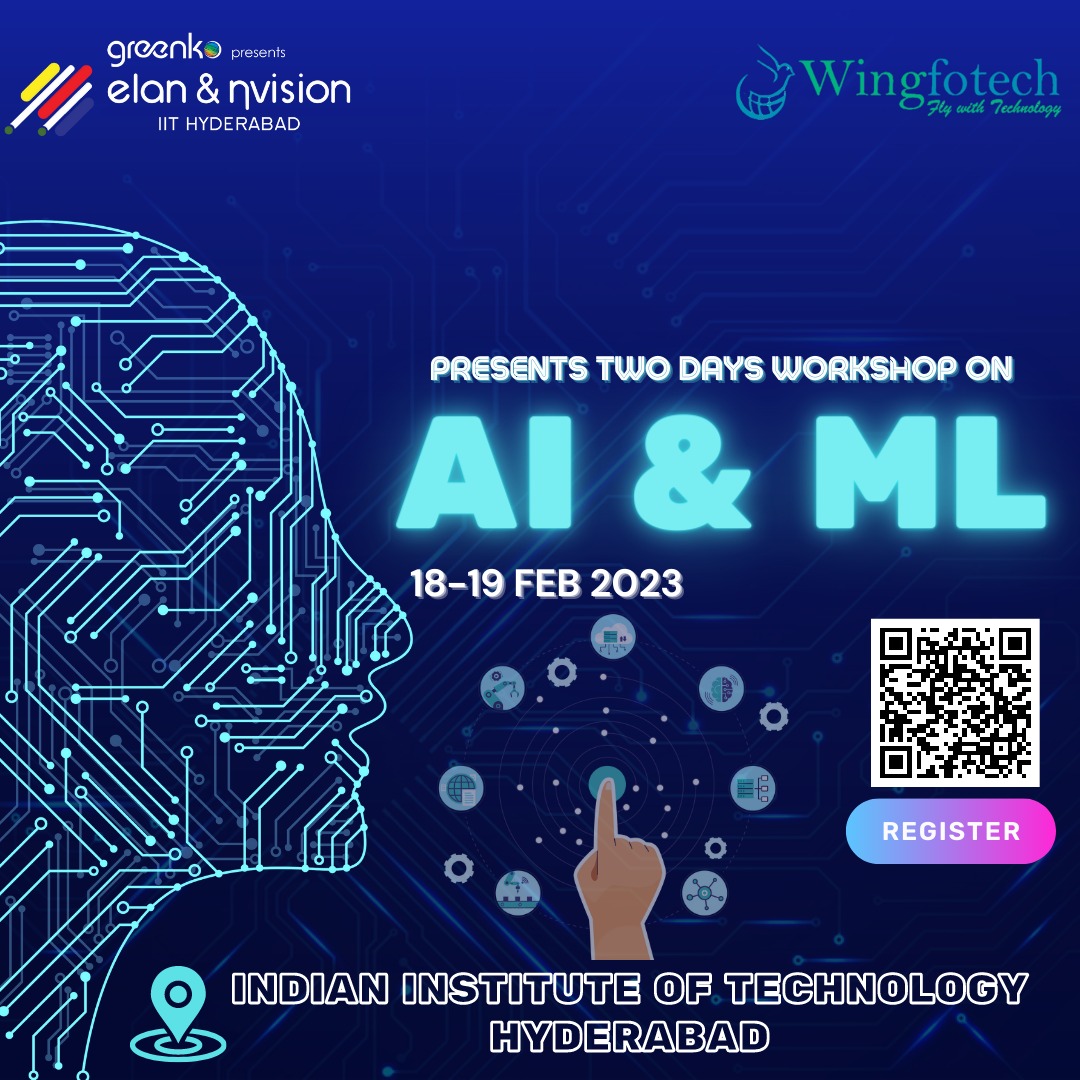 greenko presents
elan & ηvision
IIT HYDERABAD
Wingfotech
Fly with Technology
PRESENTS TWO DAYS WORKSHOP ON
AI & ML
18-19 FEB 2023
REGISTER
INDIAN INSTITUTE OF TECHNOLOGY
HYDERABAD